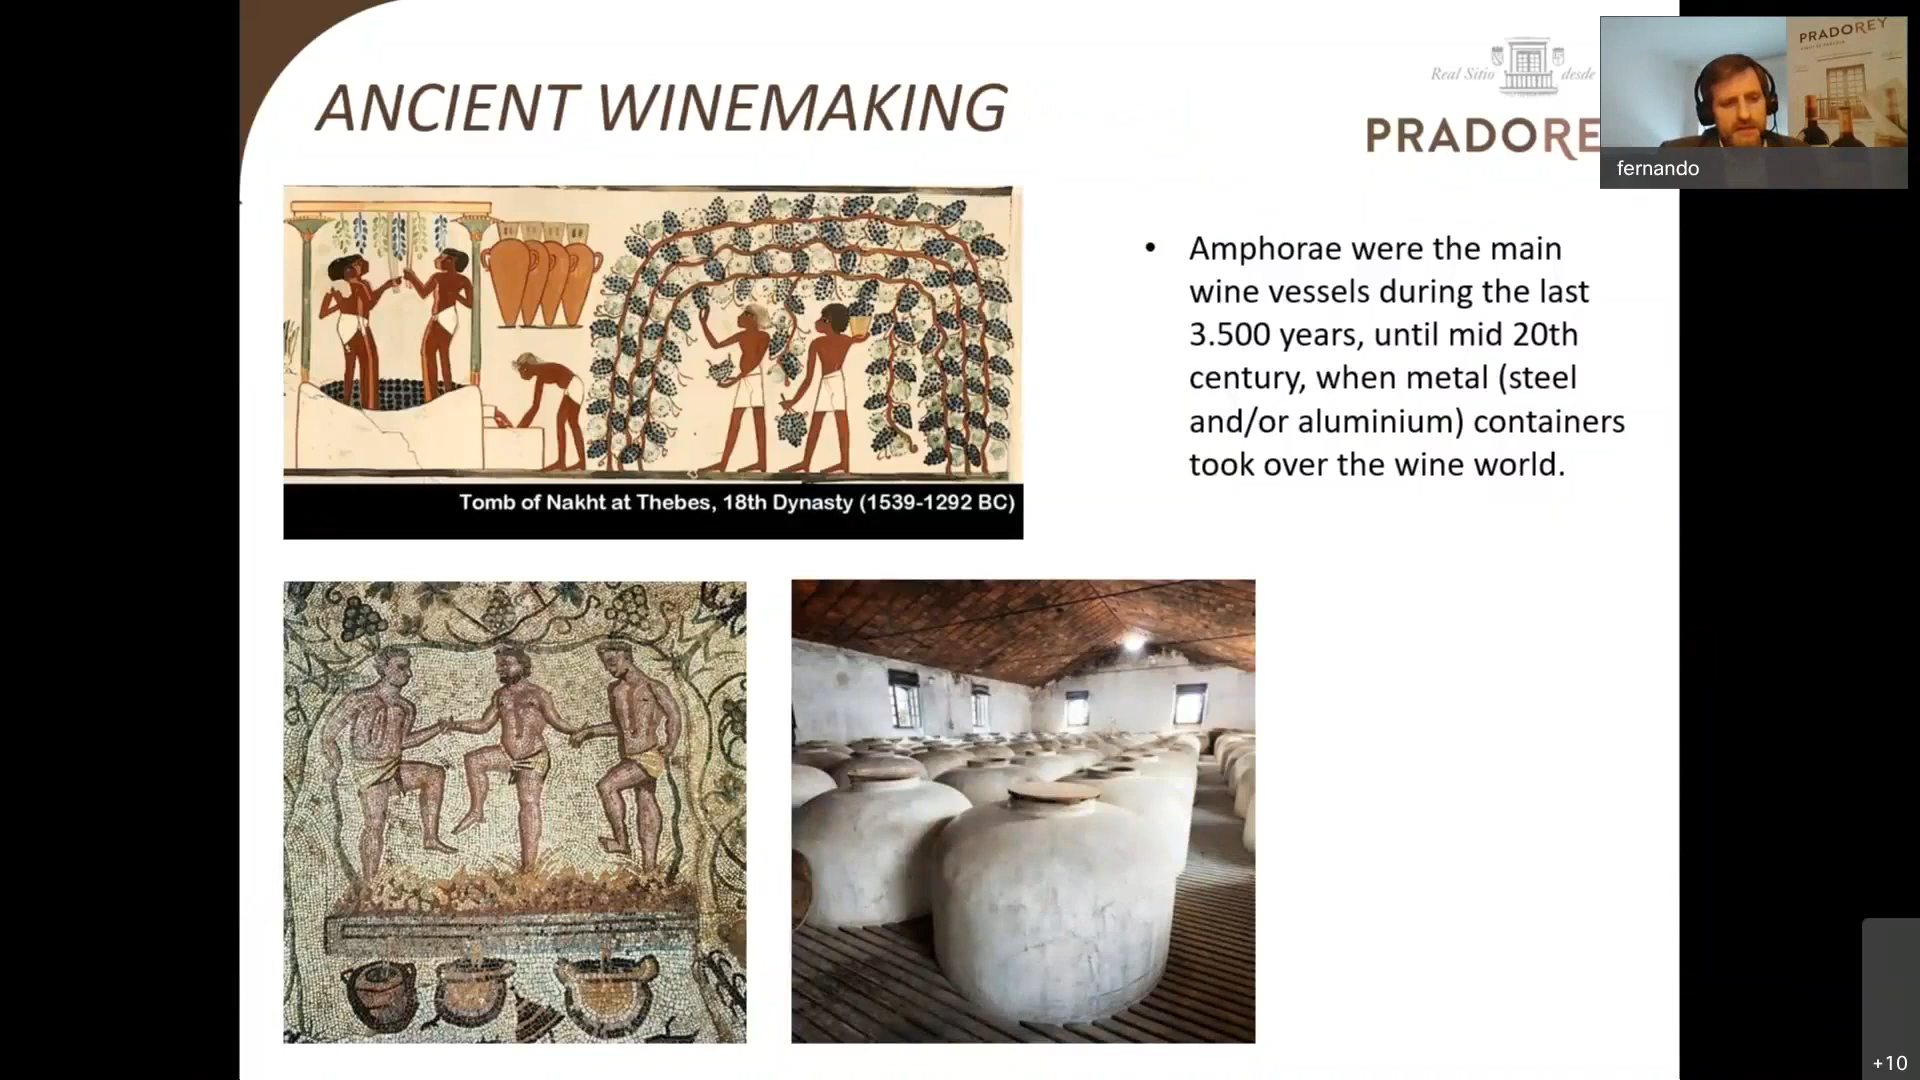 ANCIENT WINEMAKING
Real Sitio desde
PRADORE
PRADOREY
fernando
• Amphorae were the main
wine vessels during the last
3.500 years, until mid 20th
century, when metal (steel
and/or aluminium) containers
took over the wine world.
Tomb of Nakht at Thebes, 18th Dynasty (1539-1292 BC)
+10